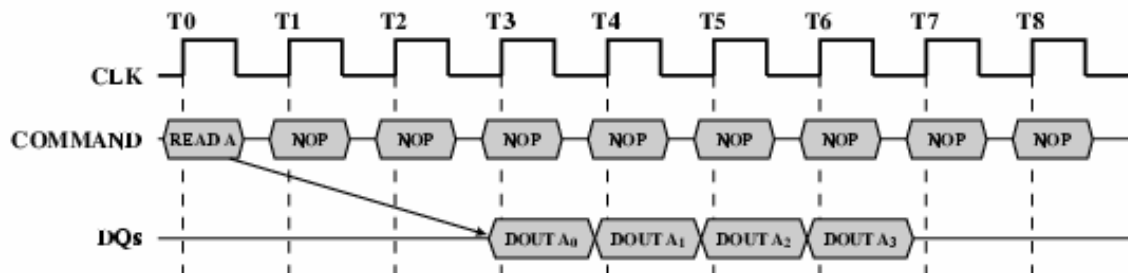 T0 T1 T2 T3 T4 T5 T6 T7 T8
CLK
COMMAND READ A NOP NOP NOP NOP NOP NOP NOP NOP
DQs DOUT A₀ DOUT A₁ DOUT A₂ DOUT A₃